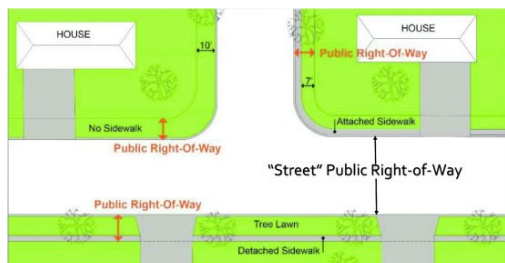 HOUSE
10'
HOUSE
Public Right-Of-Way
7'
No Sidewalk
Attached Sidewalk
Public Right-Of-Way
"Street" Public Right-of-Way
Public Right-Of-Way
Tree Lawn
Detached Sidewalk